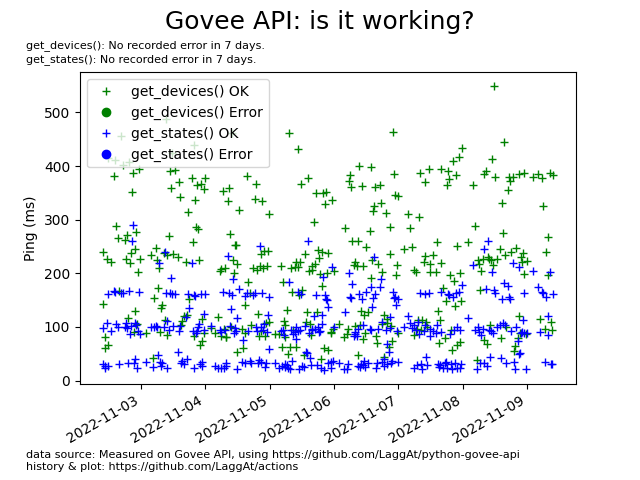 Govee API: is it working?
get_devices(): No recorded error in 7 days.
get_states(): No recorded error in 7 days.
get_devices() OK
get_devices() Error
get_states() OK
get_states() Error
Ping (ms)
500
400
300
200
100
0
2022-11-03
2022-11-04
2022-11-05
2022-11-06
2022-11-07
2022-11-08
2022-11-09
data source: Measured on Govee API, using https://github.com/LaggAt/python-govee-api
history & plot: https://github.com/LaggAt/actions